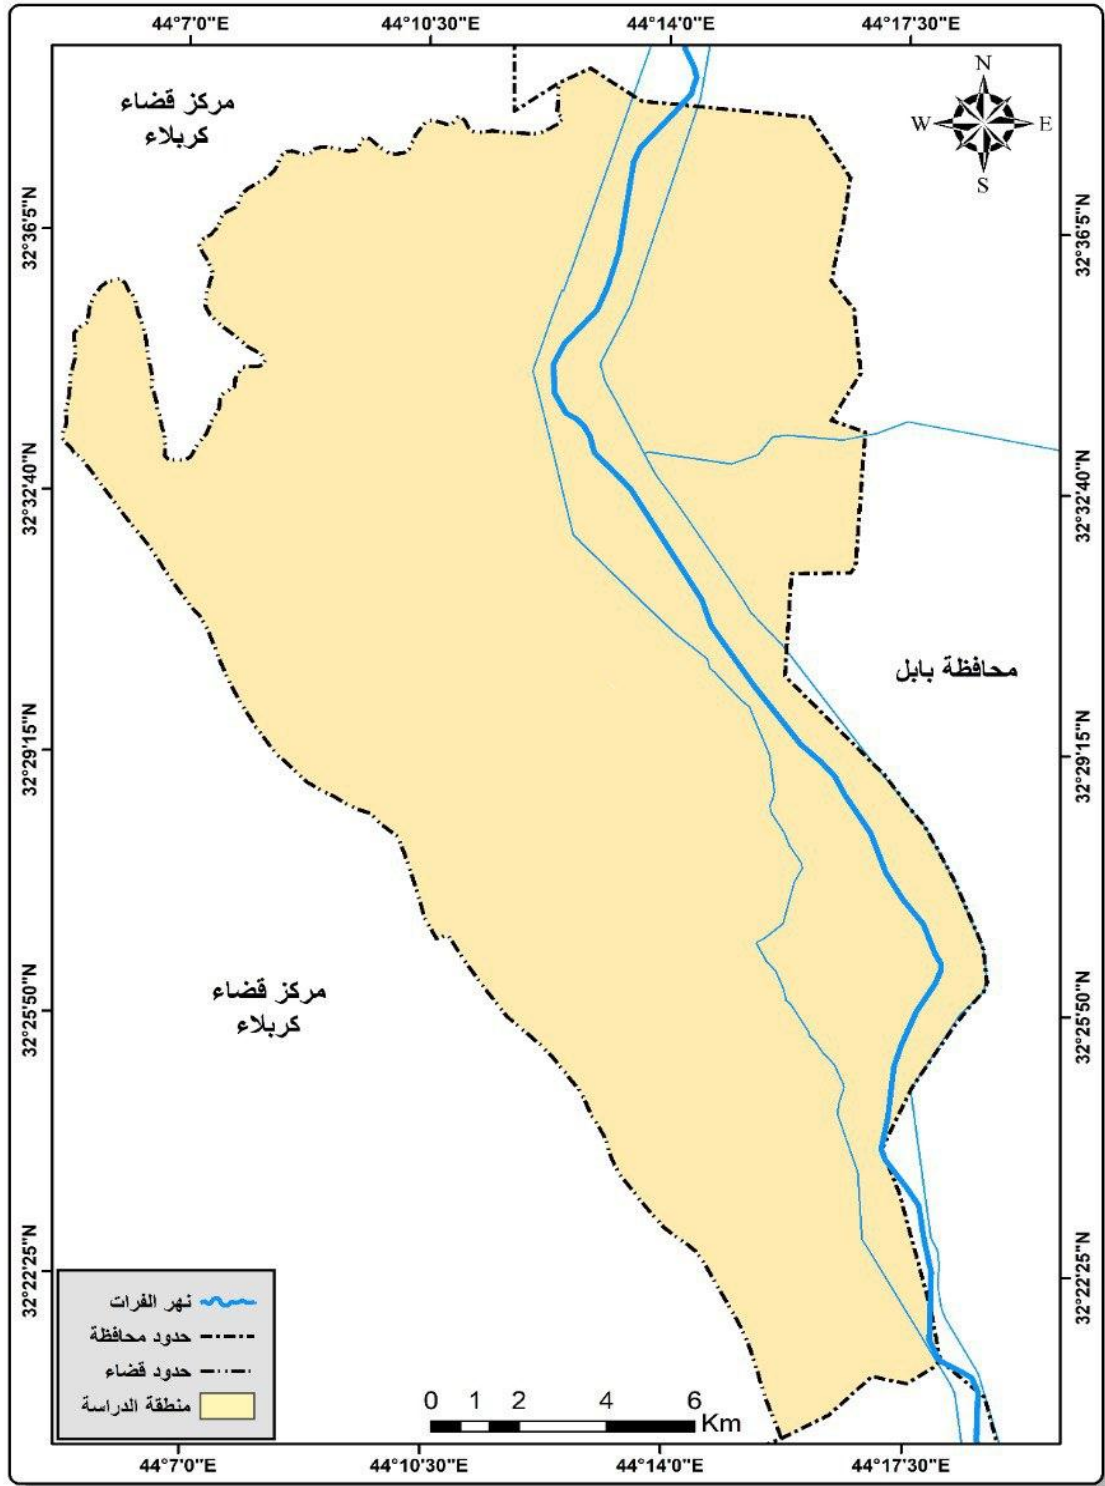 44°7'0"E
44°10'30"E
44°14'0"E
44°17'30"E
N
W
E
S
مركز قضاء
كربلاء
32°36'5"N
32°36'5"N
32°32'40"N
32°32'40"N
محافظة بابل
32°29'15"N
32°29'15"N
مركز قضاء
كربلاء
32°25'50"N
32°25'50"N
32°22'25"N
32°22'25"N
نهر الفرات
حدود محافظة
حدود قضاء
منطقة الدراسة
0 1 2 4 6
Km
44°7'0"E
44°10'30"E
44°14'0"E
44°17'30"E